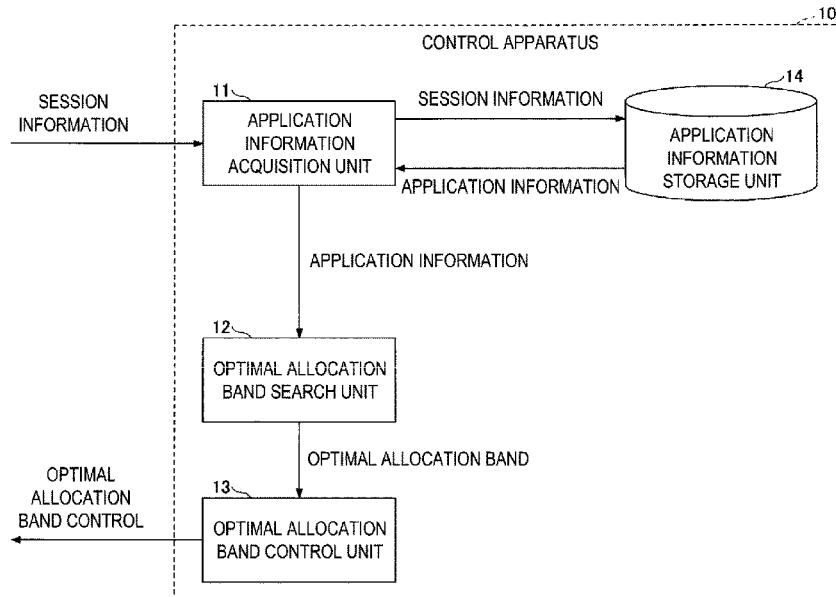 10
CONTROL APPARATUS
SESSION
INFORMATION
11
APPLICATION
INFORMATION
ACQUISITION UNIT
SESSION INFORMATION
APPLICATION INFORMATION
14
APPLICATION
INFORMATION
STORAGE UNIT
APPLICATION INFORMATION
12
OPTIMAL ALLOCATION
BAND SEARCH UNIT
OPTIMAL ALLOCATION BAND
OPTIMAL
ALLOCATION
BAND CONTROL
13
OPTIMAL ALLOCATION
BAND CONTROL UNIT